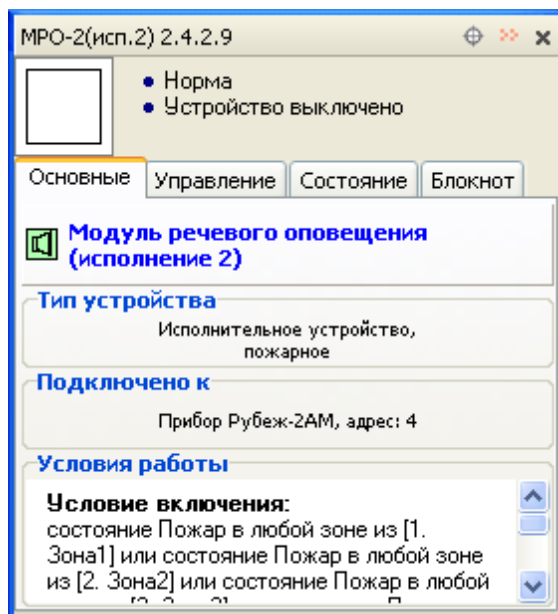 МРО-2(исп.2) 2.4.2.9
Норма
Устройство выключено
Основные Управление Состояние Блокнот
Модуль речевого оповещения
(исполнение 2)
Тип устройства
Исполнительное устройство,
пожарное
Подключено к
Прибор Рубеж-2АМ, адрес: 4
Условия работы
Условие включения:
состояние Пожар в любой зоне из [1.
Зона1] или состояние Пожар в любой зоне
из [2. Зона2] или состояние Пожар в любой